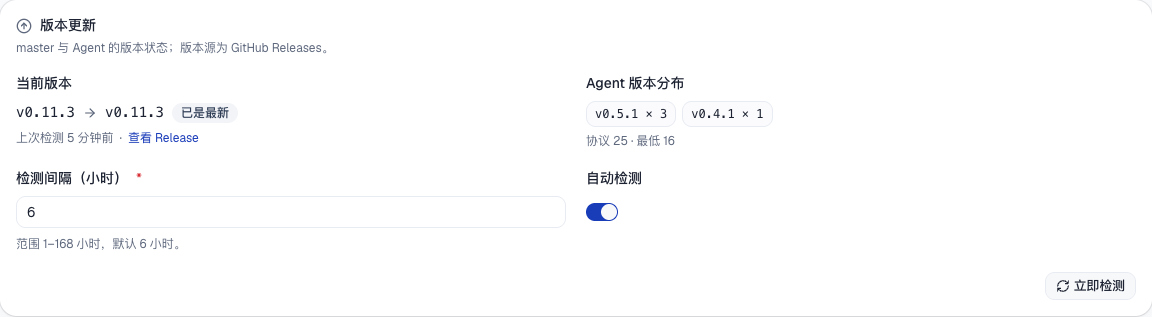 版本更新
master 与 Agent 的版本状态；版本源为 GitHub Releases。
当前版本
v0.11.3 → v0.11.3 已是最新
上次检测 5 分钟前 · 查看 Release
Agent 版本分布
v0.5.1 × 3 v0.4.1 × 1
协议 25 · 最低 16
检测间隔（小时） *
6
范围 1–168 小时，默认 6 小时。
自动检测
立即检测